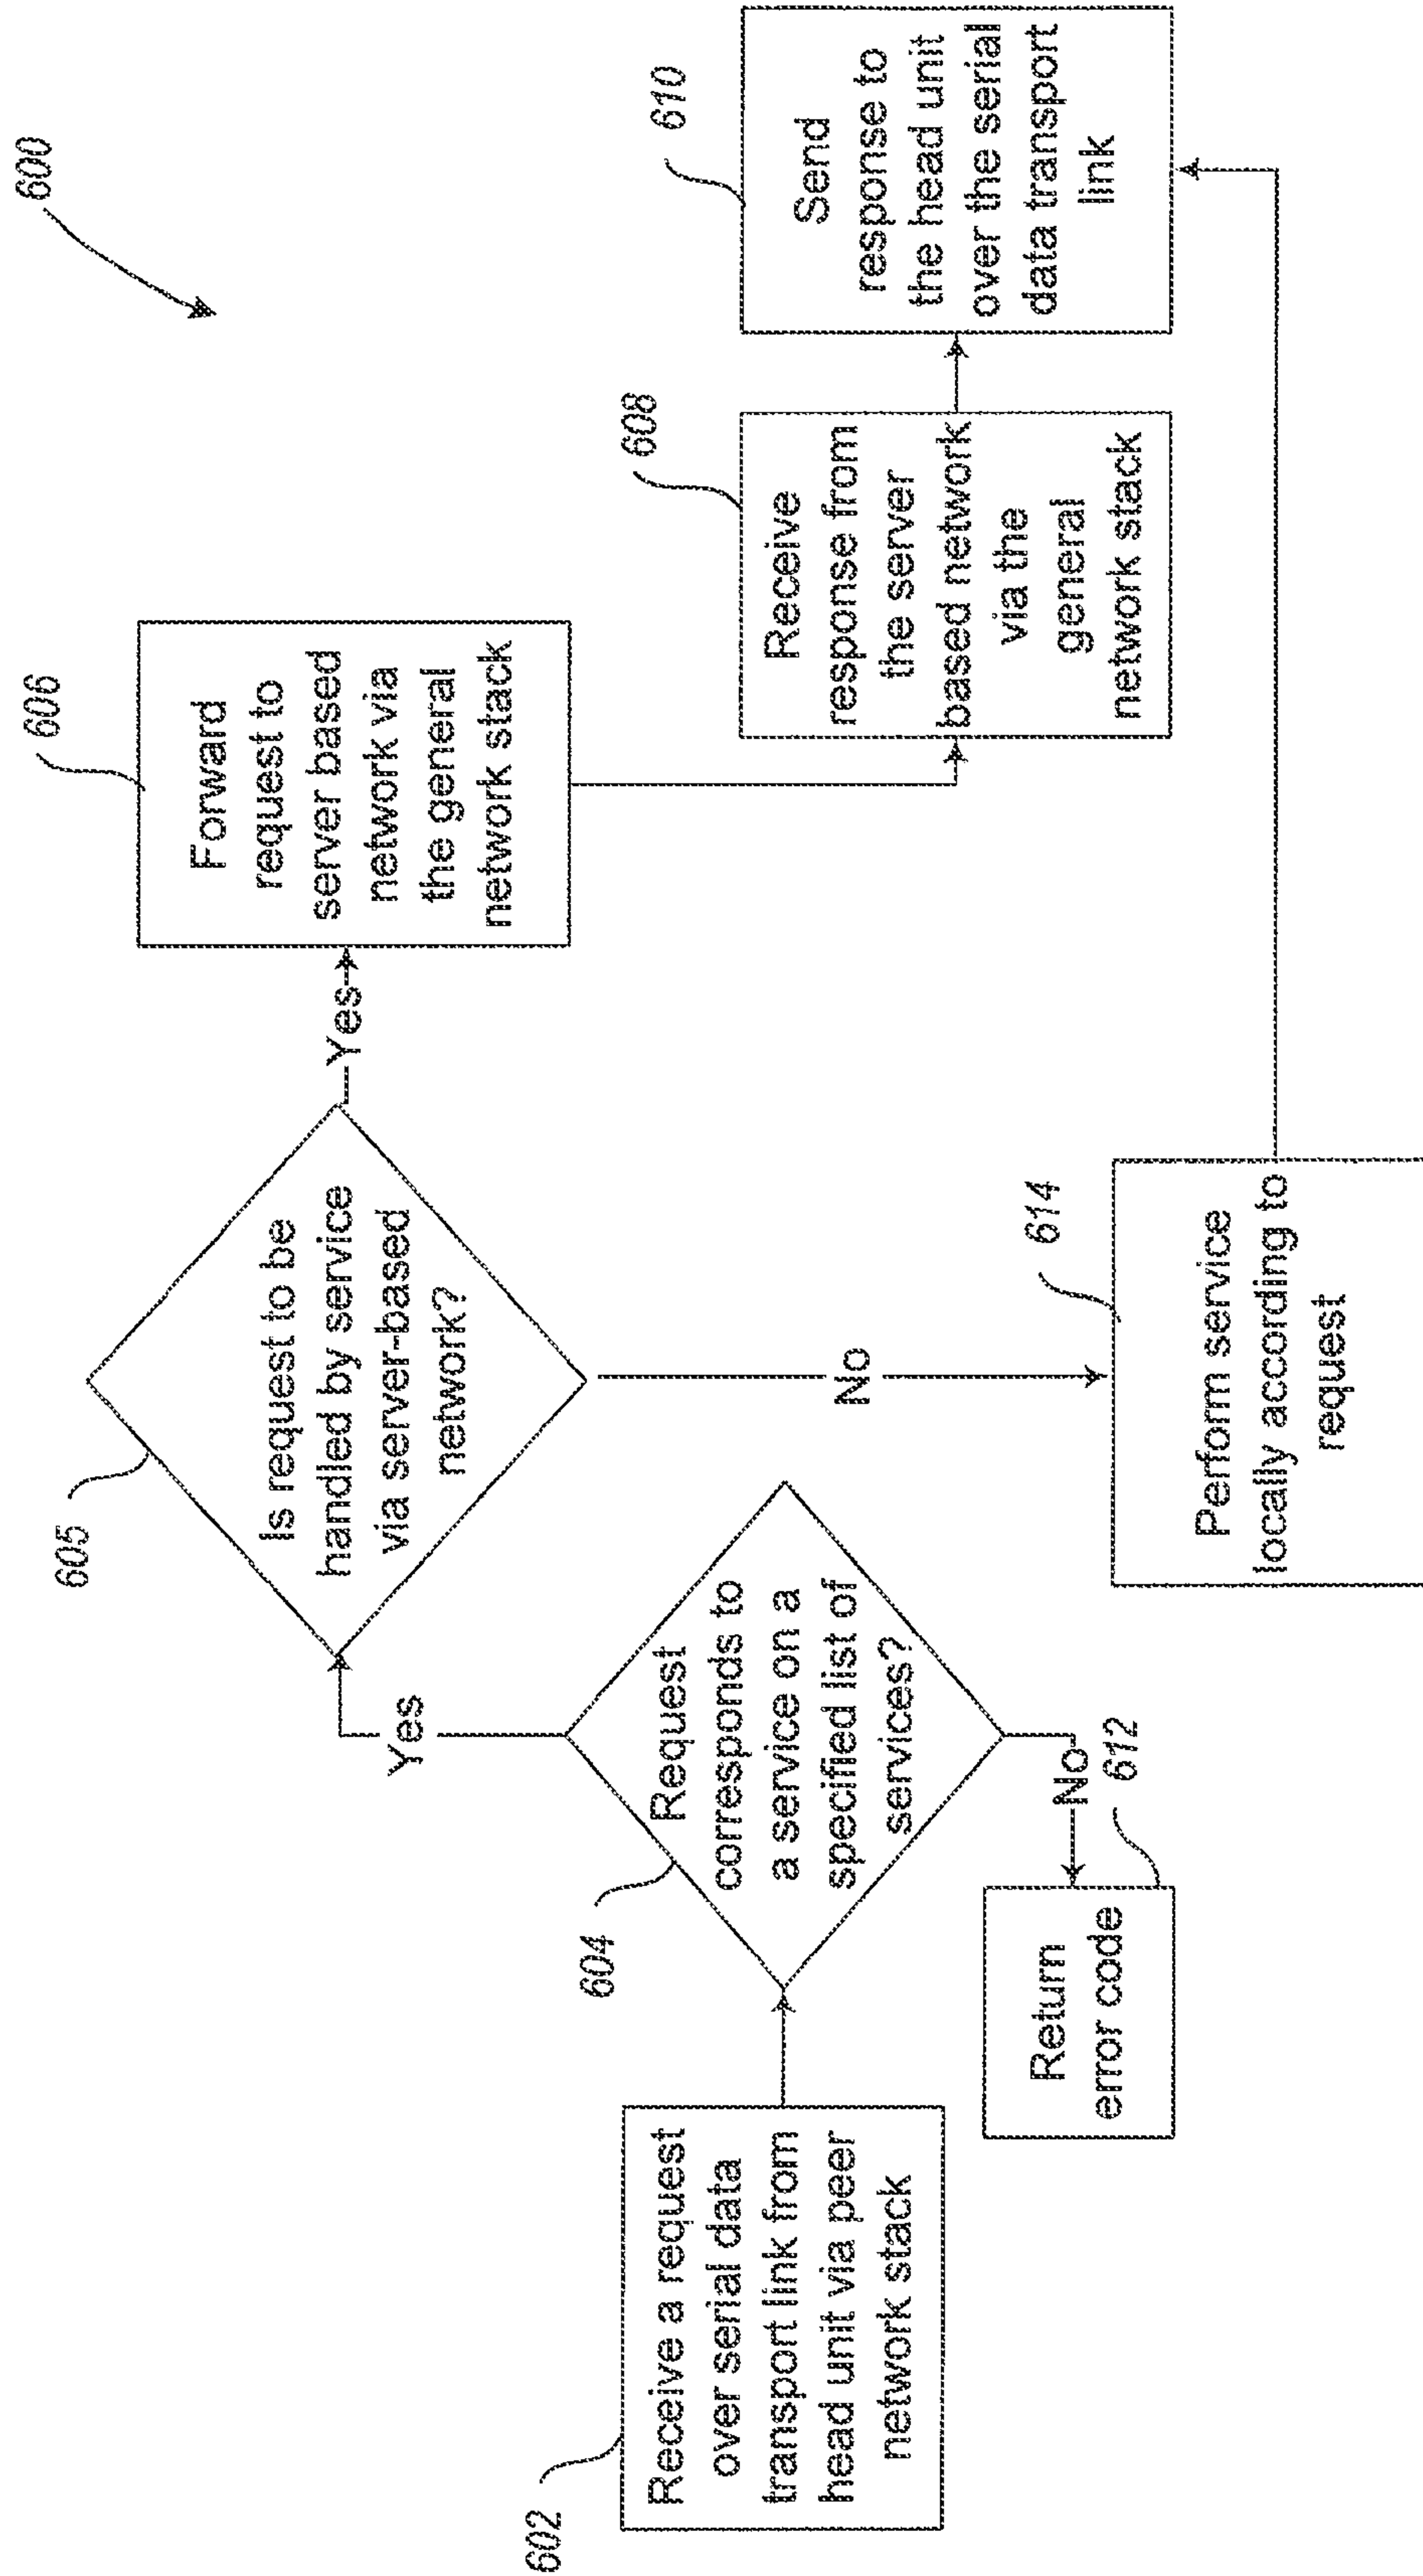 600
602
Receive a request
over serial data
transport link from
head unit via peer
network stack
604
Request
corresponds to
a service on a
specified list of
services?
Yes
No
612
Return
error code
605
Is request to be
handled by service
via server-based
network?
Yes
No
606
Forward
request to
server based
network via
the general
network stack
608
Receive
response from
the server
based network
via the
general
network stack
610
Send
response to
the head unit
over the serial
data transport
link
614
Perform service
locally according to
request